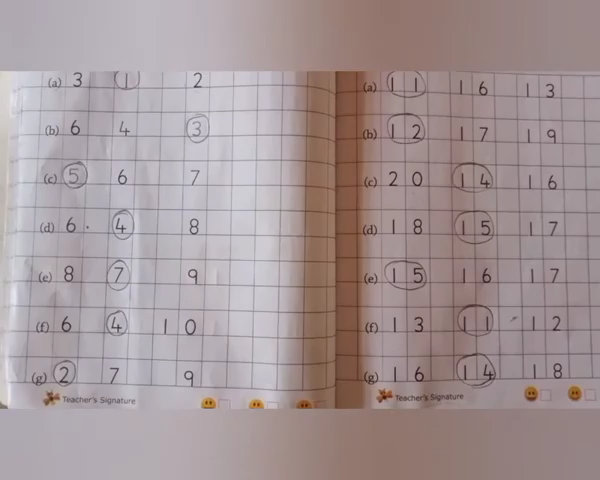 (a) 3 1 2
(b) 6 4 3
(c) 5 6 7
(d) 6 . 4 8
(e) 8 7 9
(f) 6 4 10
(g) 2 7 9
Teacher's Signature
(a) 11 16 13
(b) 12 17 19
(c) 20 14 16
(d) 18 15 17
(e) 15 16 17
(f) 13 11 12
(g) 16 14 18
Teacher's Signature